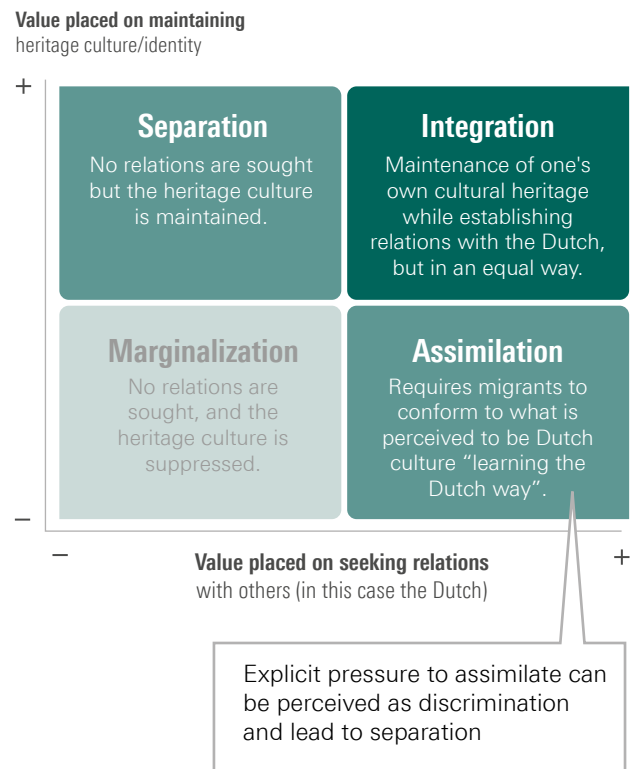 Value placed on maintaining
heritage culture/identity
+
Separation
No relations are sought
but the heritage culture
is maintained.
Integration
Maintenance of one's
own cultural heritage
while establishing
relations with the Dutch,
but in an equal way.
Marginalization
No relations are
sought, and the
heritage culture is
suppressed.
Assimilation
Requires migrants to
conform to what is
perceived to be Dutch
culture “learning the
Dutch way”.
–
–
Value placed on seeking relations
with others (in this case the Dutch)
+
Explicit pressure to assimilate can
be perceived as discrimination
and lead to separation